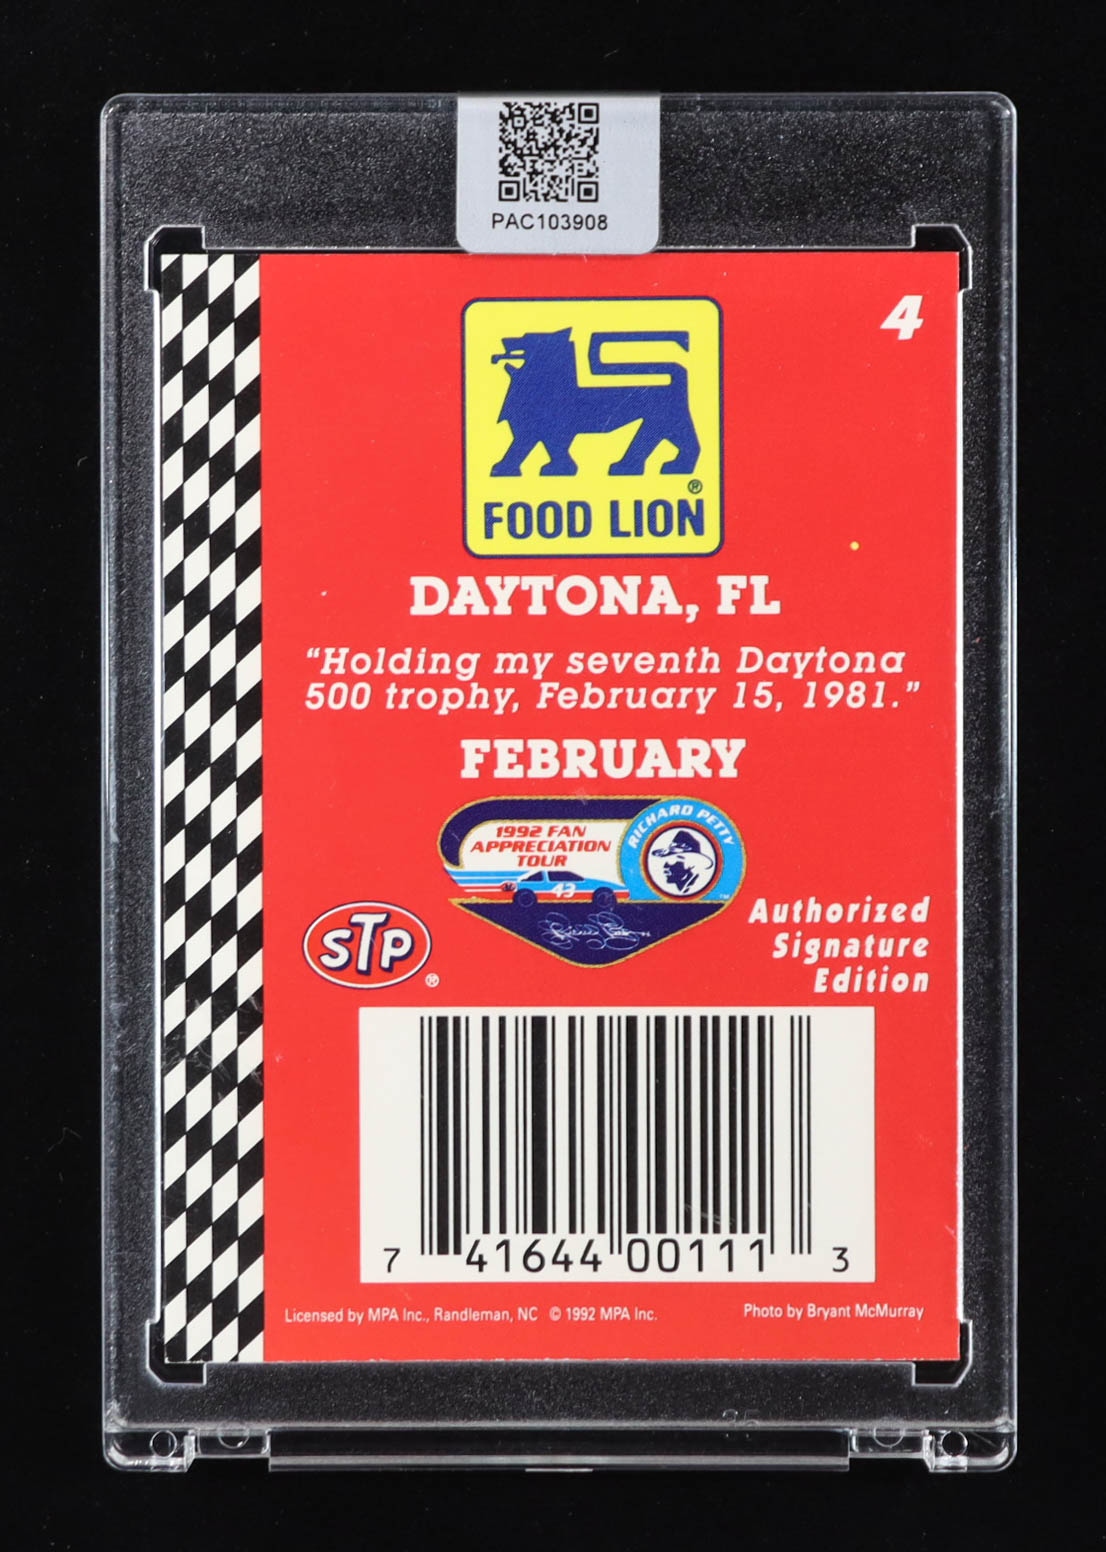 PAC103908
4
FOOD LION®
DAYTONA, FL
"Holding my seventh Daytona
500 trophy, February 15, 1981."
FEBRUARY
1992 FAN
APPRECIATION
TOUR
RICHARD PETTY
TM
43
STP®
Authorized
Signature
Edition
7 41644 00111 3
Licensed by MPA Inc., Randleman, NC © 1992 MPA Inc.
Photo by Bryant McMurray